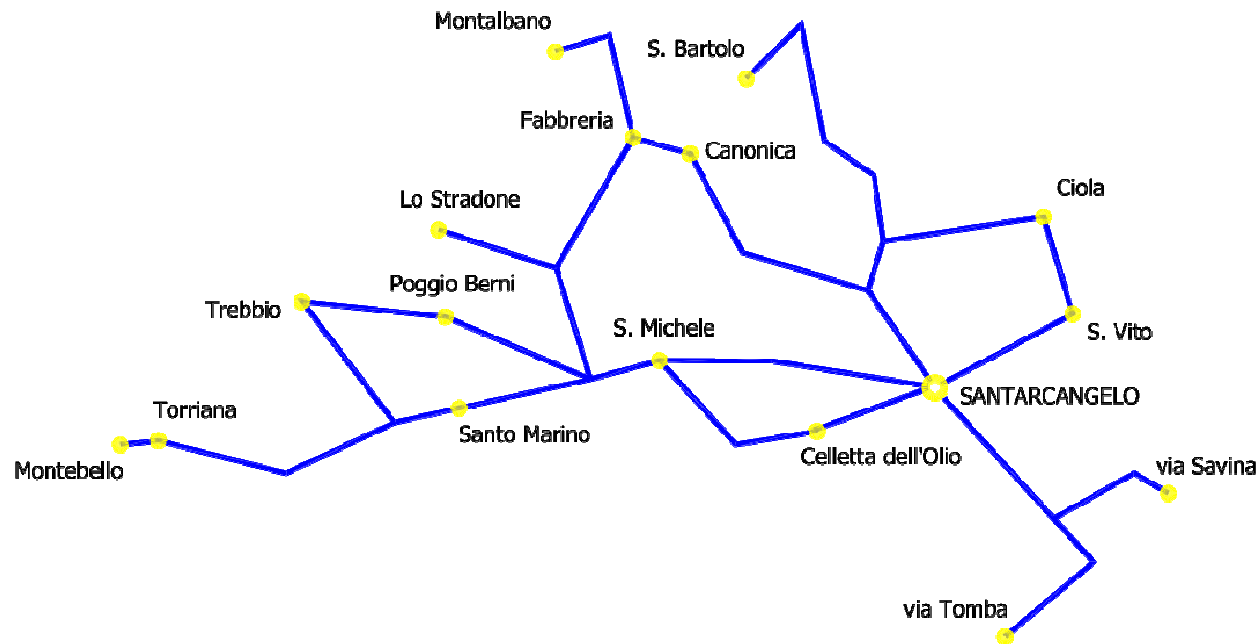 Montalbano
S. Bartolo
Fabbreria
Canonica
Ciola
Lo Stradone
Poggio Berni
Trebbio
S. Michele
S. Vito
SANTARCANGELO
Torriana
Santo Marino
Montebello
Celletta dell'Olio
via Savina
via Tomba